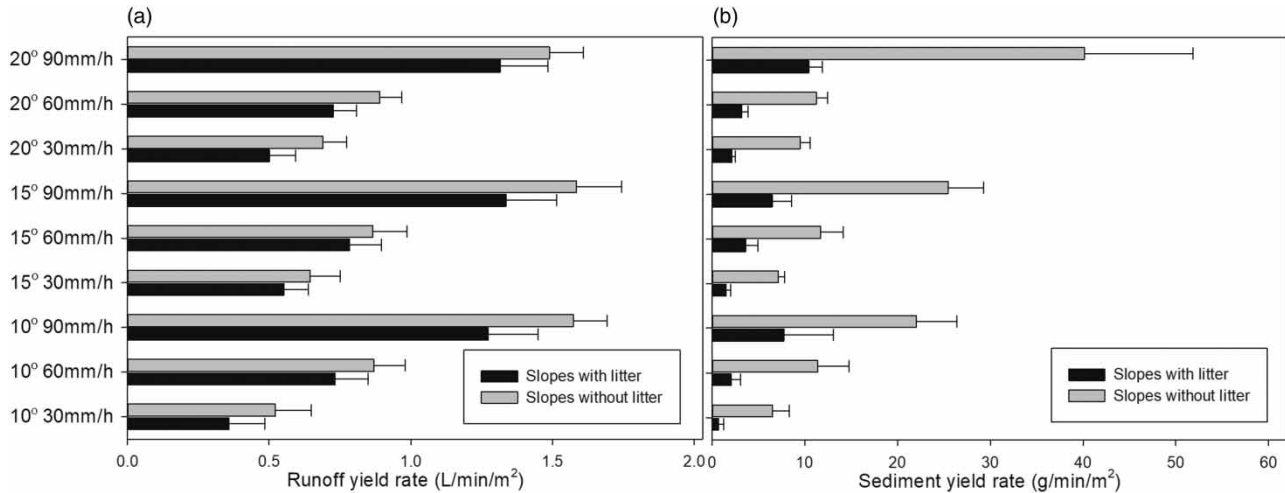 (a)
(b)
20° 90mm/h
20° 60mm/h
20° 30mm/h
15° 90mm/h
15° 60mm/h
15° 30mm/h
10° 90mm/h
10° 60mm/h
10° 30mm/h
Slopes with litter
Slopes without litter
Slopes with litter
Slopes without litter
0.0 0.5 1.0 1.5 2.0
0 10 20 30 40 50 60
Runoff yield rate (L/min/m²)
Sediment yield rate (g/min/m²)